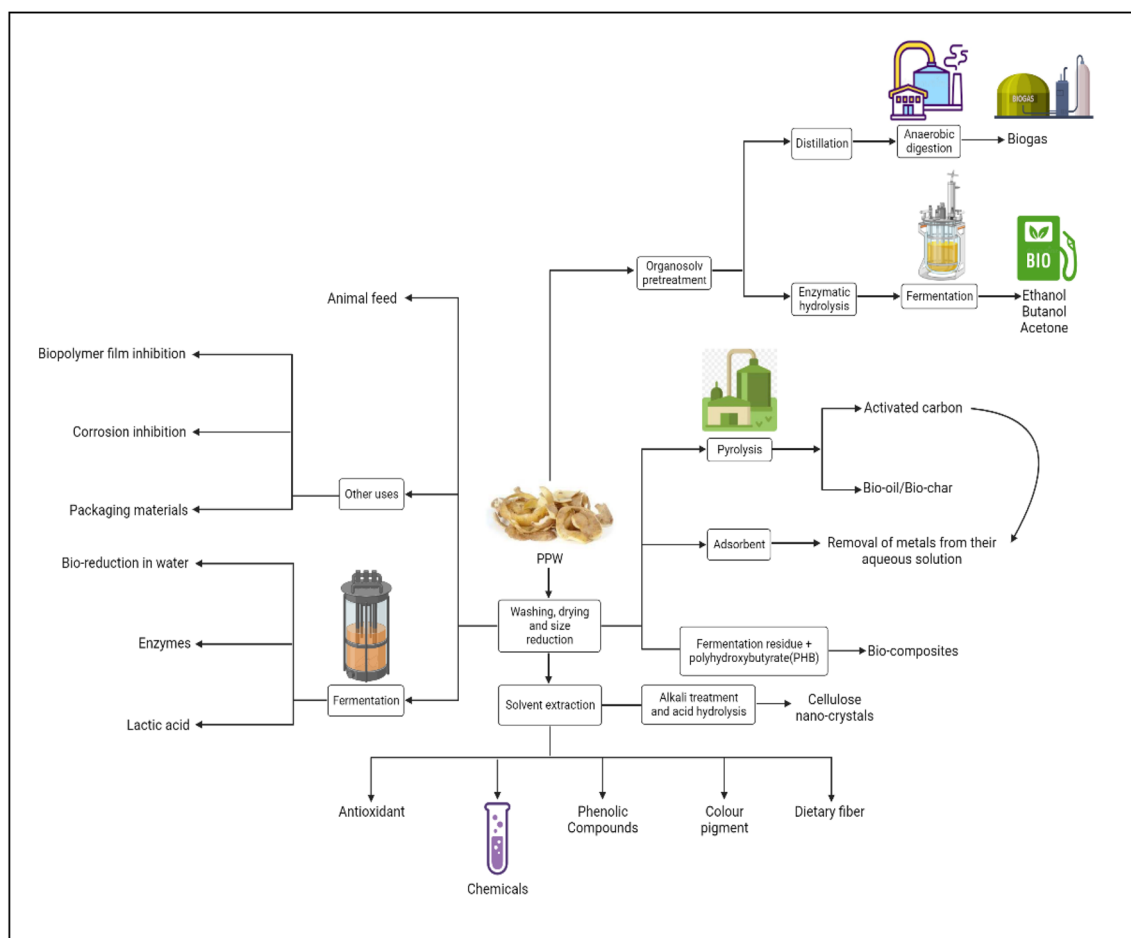 BIOGAS
Distillation
Anaerobic
digestion
Biogas
Organosolv
pretreatment
BIO
Enzymatic
hydrolysis
Fermentation
Ethanol
Butanol
Acetone
Animal feed
Biopolymer film inhibition
Corrosion inhibition
Packaging materials
Other uses
Pyrolysis
Activated carbon
Bio-oil/Bio-char
Adsorbent
Removal of metals from their
aqueous solution
PPW
Washing, drying
and size
reduction
Bio-reduction in water
Enzymes
Lactic acid
Fermentation
Fermentation residue +
polyhydroxybutyrate(PHB)
Bio-composites
Solvent extraction
Alkali treatment
and acid hydrolysis
Cellulose
nano-crystals
Antioxidant
Chemicals
Phenolic
Compounds
Colour
pigment
Dietary fiber